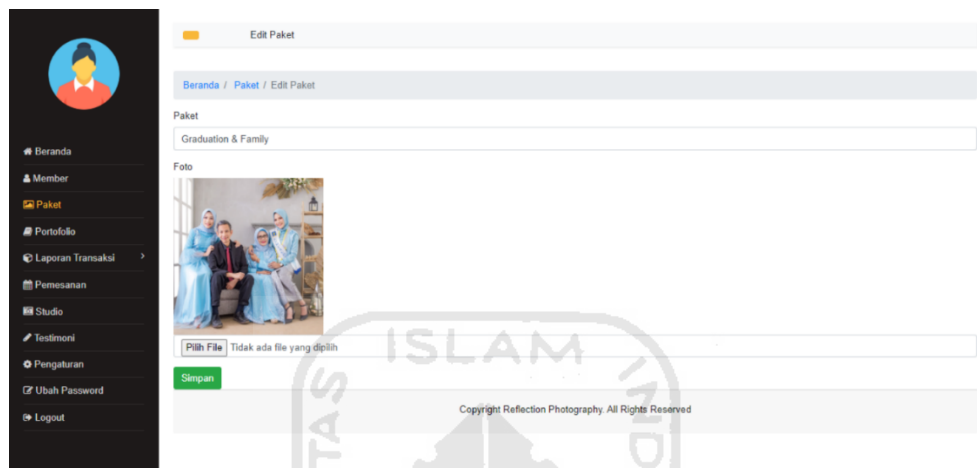 Edit Paket
Beranda / Paket / Edit Paket
Paket
Graduation & Family
Foto
Pilih File Tidak ada file yang dipilih
Simpan
Copyright Reflection Photography. All Rights Reserved
Beranda
Member
Paket
Portofolio
Laporan Transaksi
Pemesanan
Studio
Testimoni
Pengaturan
Ubah Password
Logout
ISLAM
TAS
IND